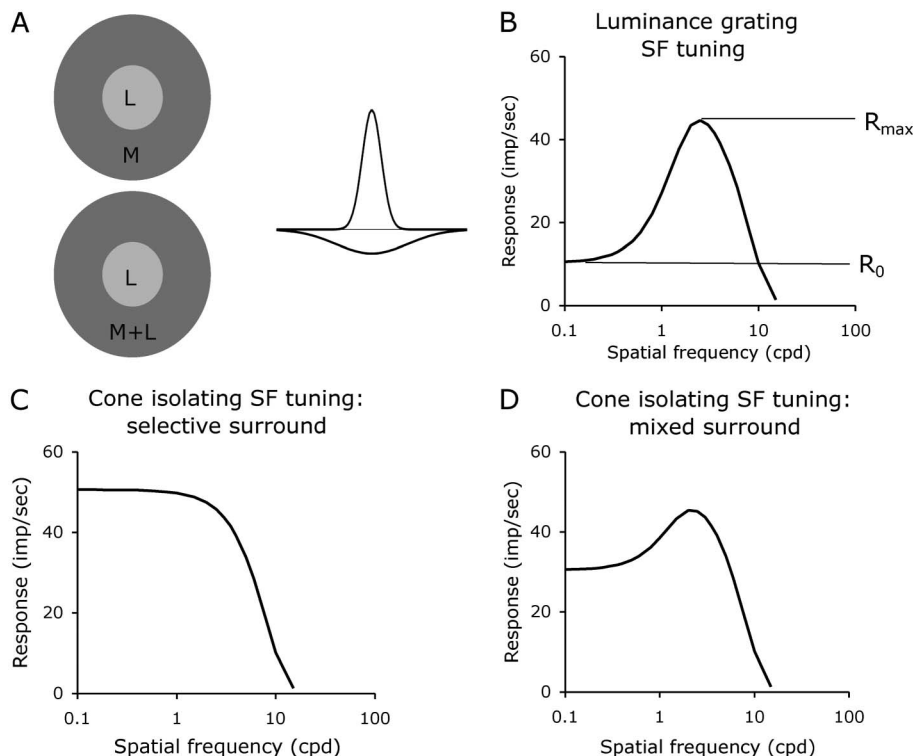 A
L
M
L
M+L
B
Luminance grating
SF tuning
Response (imp/sec)
60
40
20
0
0.1 1 10 100
Spatial frequency (cpd)
Rmax
R0
C
Cone isolating SF tuning:
selective surround
Response (imp/sec)
60
40
20
0
0.1 1 10 100
Spatial frequency (cpd)
D
Cone isolating SF tuning:
mixed surround
Response (imp/sec)
60
40
20
0
0.1 1 10 100
Spatial frequency (cpd)